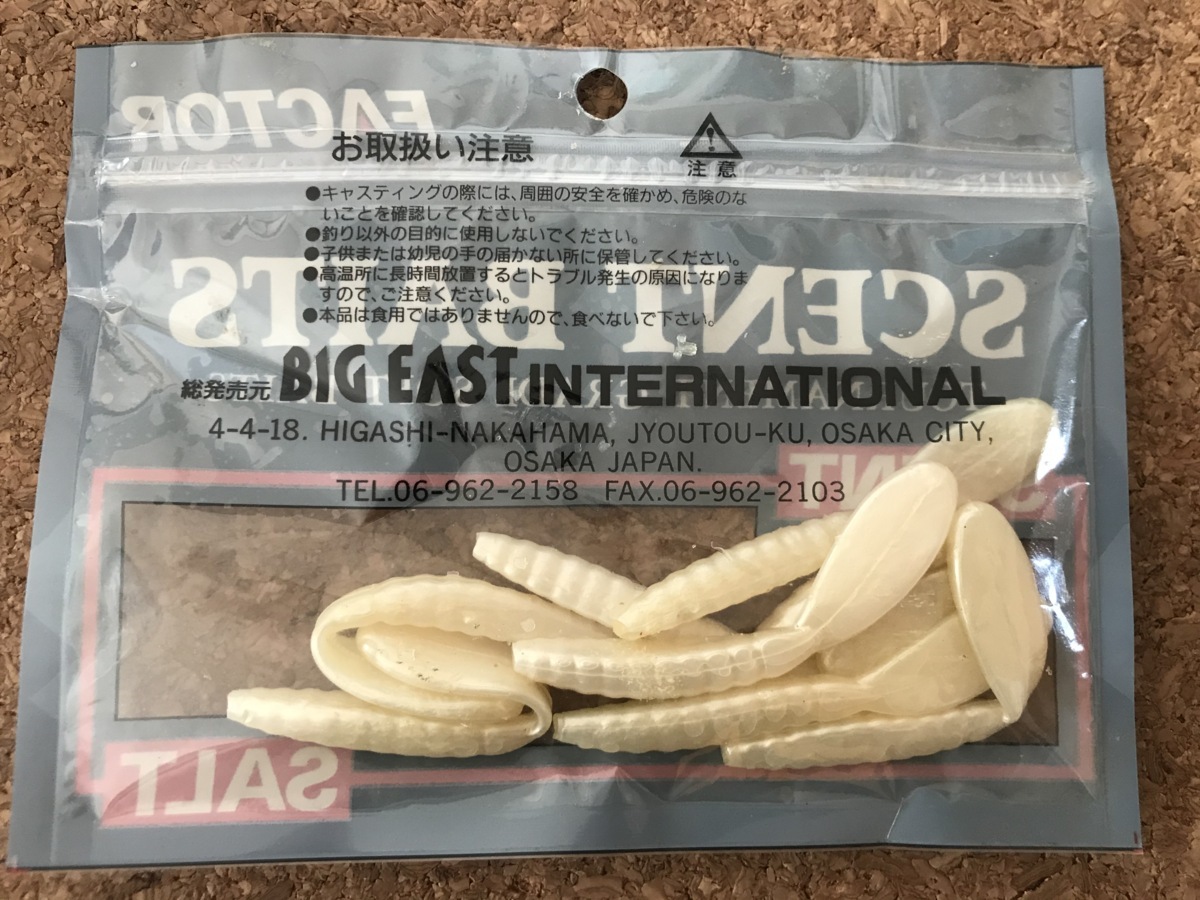 FACTOR
お取扱い注意
注意
●キャスティングの際には、周囲の安全を確かめ、危険のな
いことを確認してください。
●釣り以外の目的に使用しないでください。
●子供または幼児の手の届かない所に保管してください。
●高温所に長時間放置するとトラブル発生の原因になりま
すので、ご注意ください。
●本品は食用ではありませんので、食べないで下さい。
SCENT BAITS
総発売元 BIG EAST INTERNATIONAL
4-4-18. HIGASHI-NAKAHAMA, JYOUTOU-KU, OSAKA CITY,
OSAKA JAPAN.
TEL.06-962-2158 FAX.06-962-2103
SALT